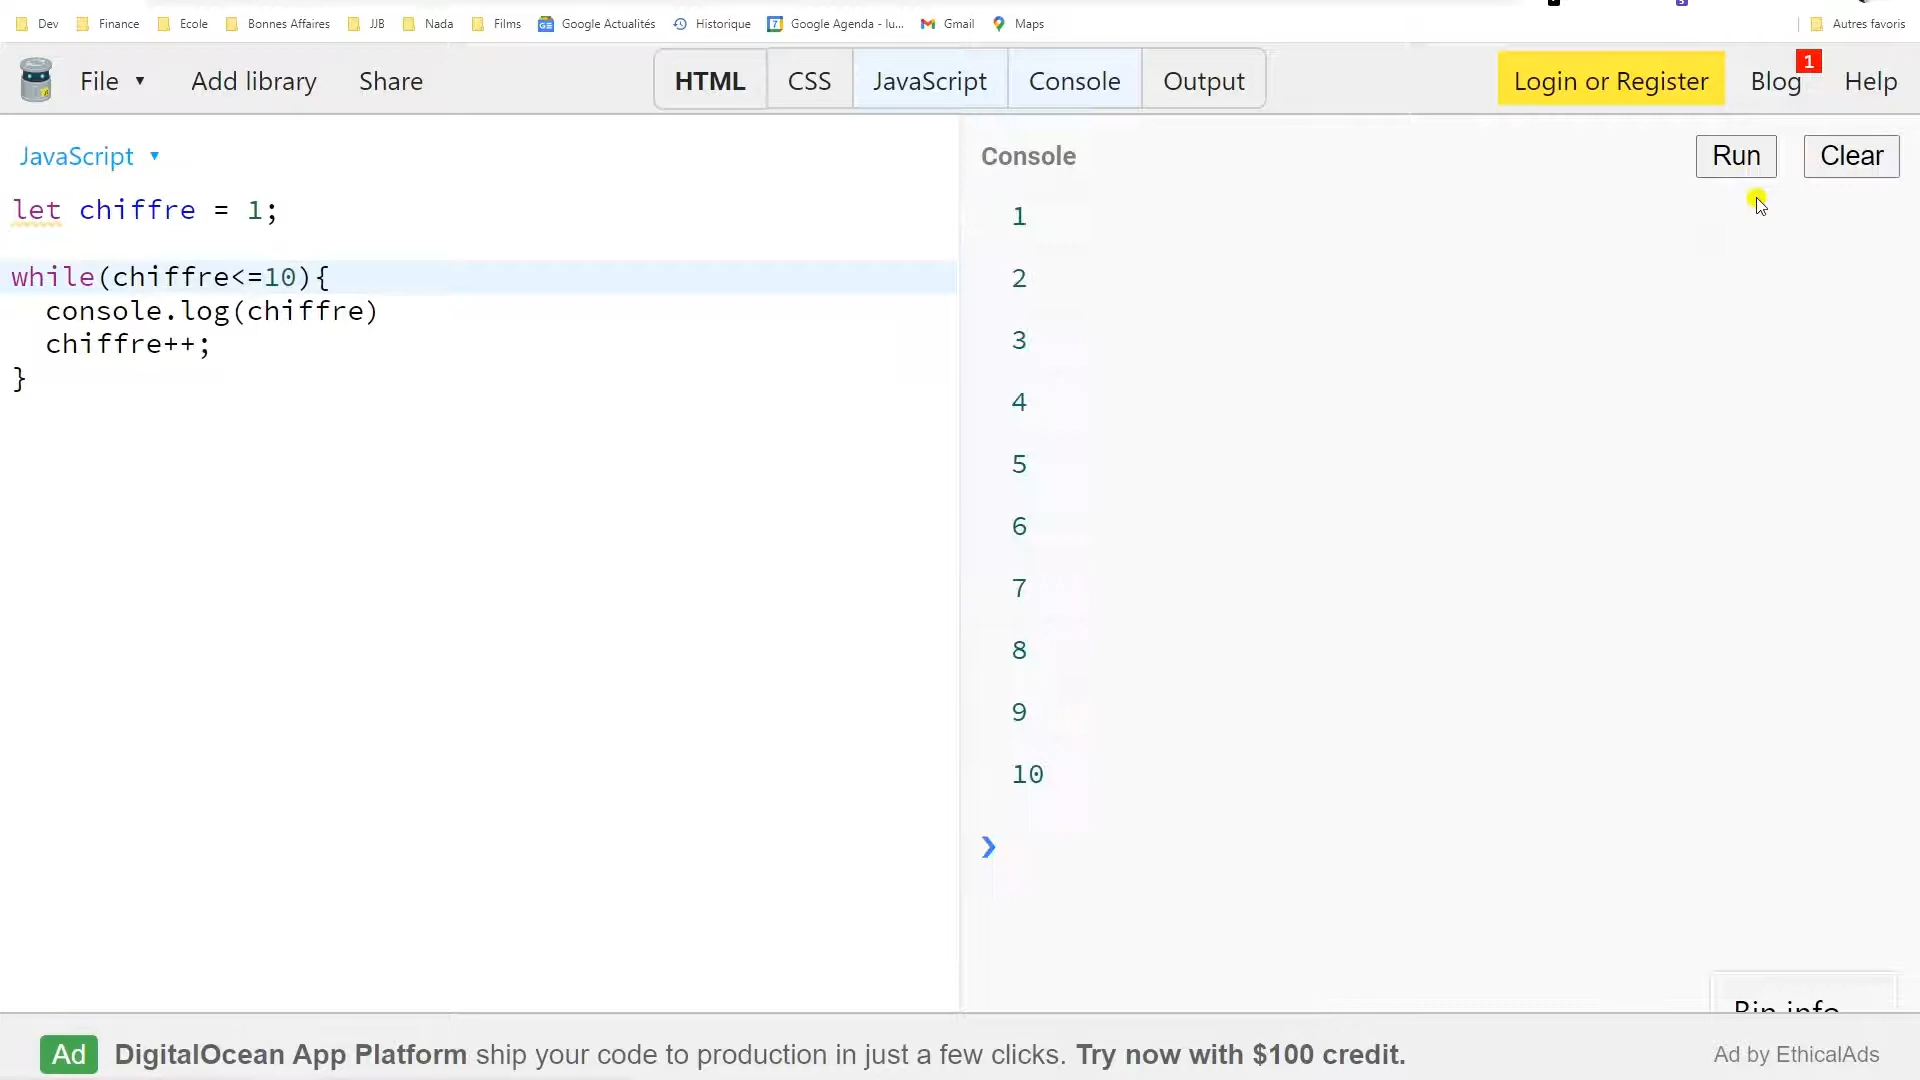 Dev Finance Ecole Bonnes Affaires JJB Nada Films Google Actualités Historique Google Agenda - lu... Gmail Maps Autres favoris
File Add library Share HTML CSS JavaScript Console Output Login or Register Blog 1 Help
JavaScript
let chiffre = 1;
while(chiffre<=10){
console.log(chiffre)
chiffre++;
}
Console Run Clear
1
2
3
4
5
6
7
8
9
10
Bin info
Ad DigitalOcean App Platform ship your code to production in just a few clicks. Try now with $100 credit. Ad by EthicalAds